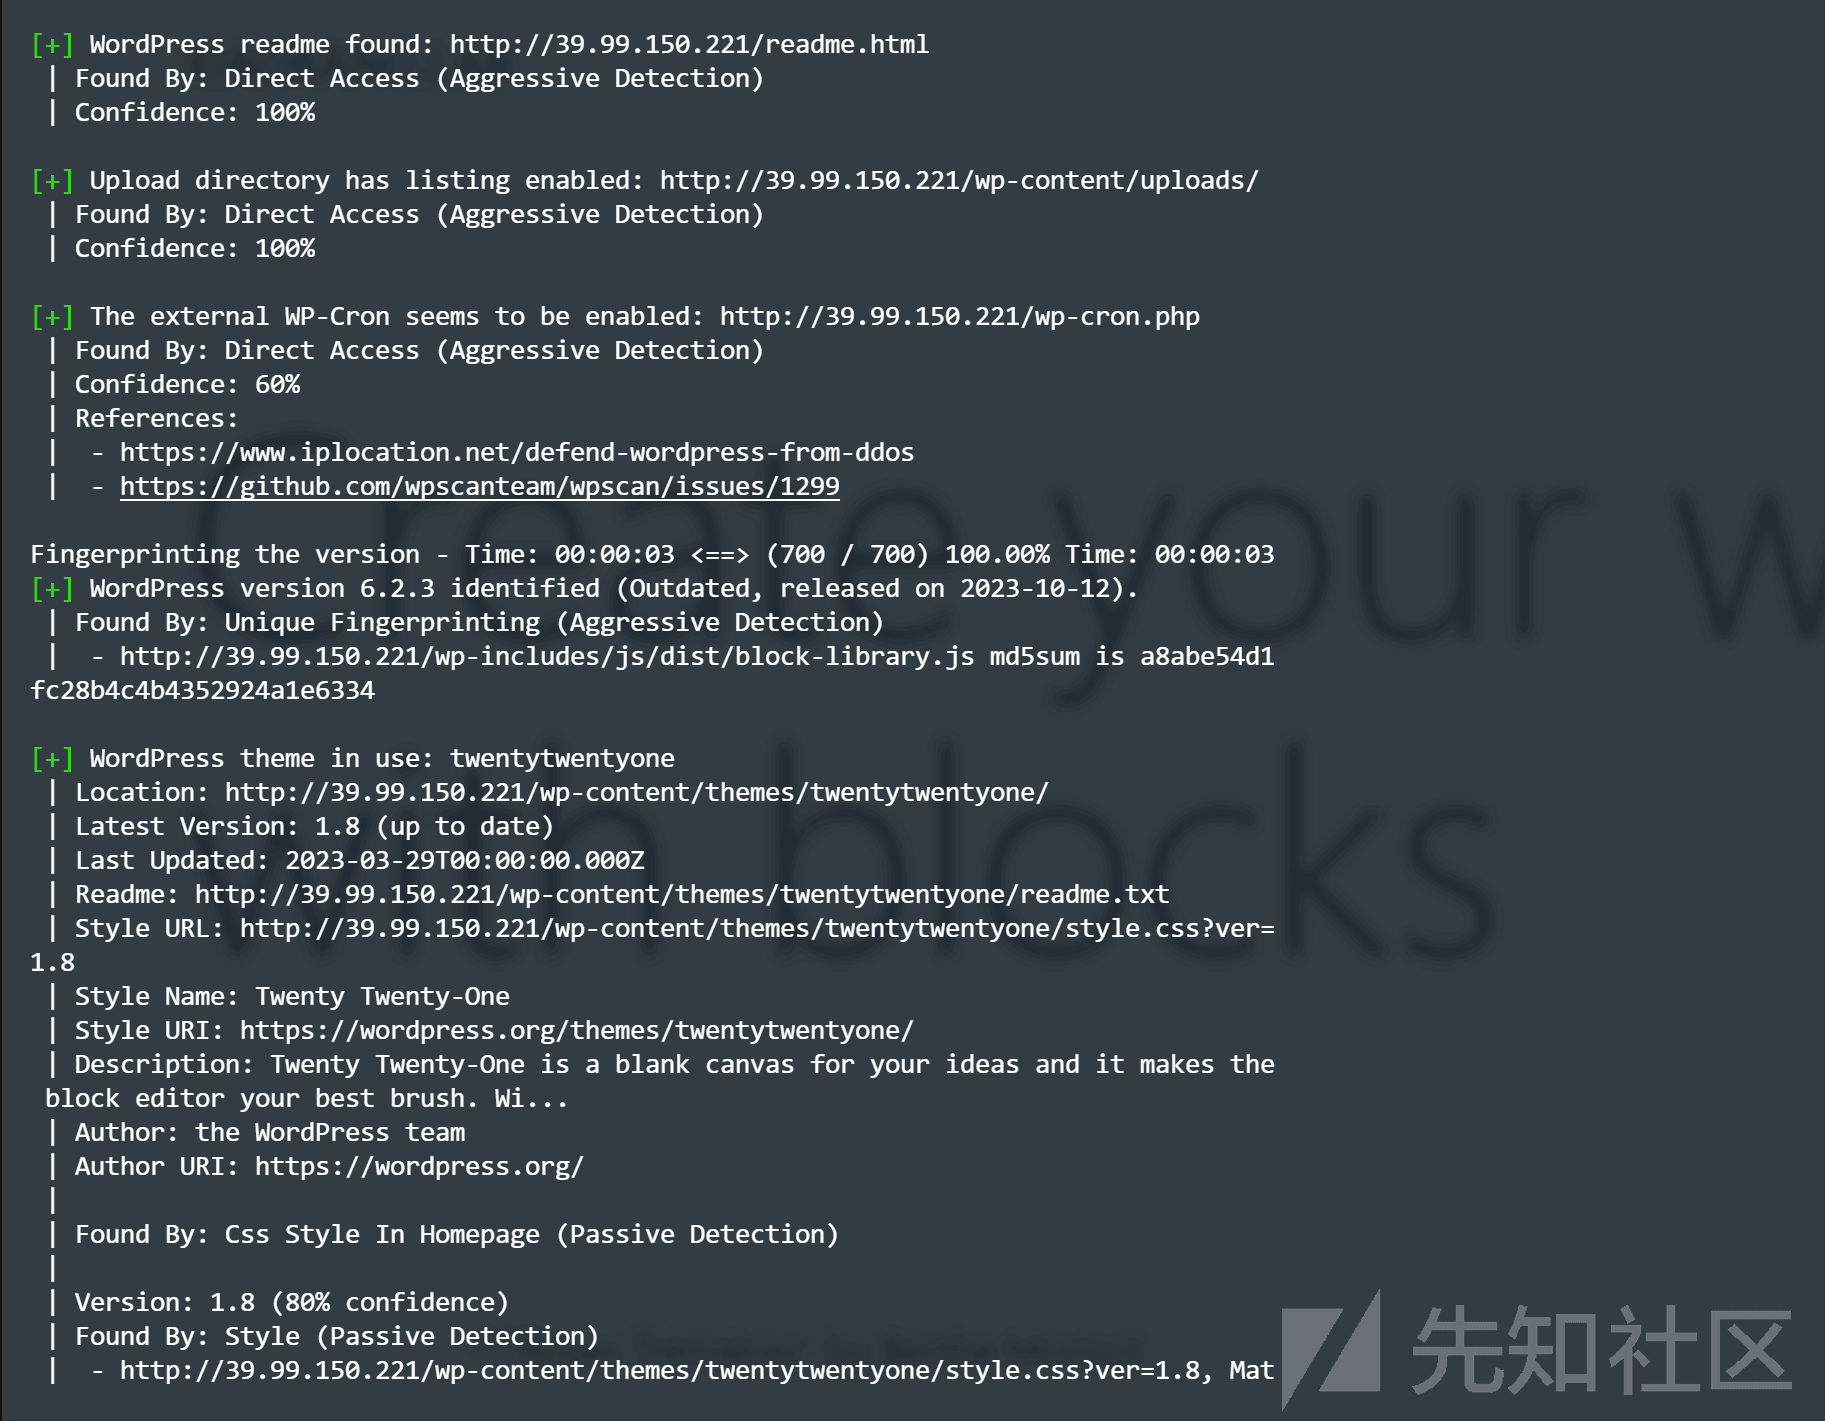 [+] WordPress readme found: http://39.99.150.221/readme.html
 | Found By: Direct Access (Aggressive Detection)
 | Confidence: 100%

[+] Upload directory has listing enabled: http://39.99.150.221/wp-content/uploads/
 | Found By: Direct Access (Aggressive Detection)
 | Confidence: 100%

[+] The external WP-Cron seems to be enabled: http://39.99.150.221/wp-cron.php
 | Found By: Direct Access (Aggressive Detection)
 | Confidence: 60%
 | References:
 |  - https://www.iplocation.net/defend-wordpress-from-ddos
 |  - https://github.com/wpscanteam/wpscan/issues/1299

Fingerprinting the version - Time: 00:00:03 <==> (700 / 700) 100.00% Time: 00:00:03
[+] WordPress version 6.2.3 identified (Outdated, released on 2023-10-12).
 | Found By: Unique Fingerprinting (Aggressive Detection)
 |  - http://39.99.150.221/wp-includes/js/dist/block-library.js md5sum is a8abe54d1
fc28b4c4b4352924a1e6334

[+] WordPress theme in use: twentytwentyone
 | Location: http://39.99.150.221/wp-content/themes/twentytwentyone/
 | Latest Version: 1.8 (up to date)
 | Last Updated: 2023-03-29T00:00:00.000Z
 | Readme: http://39.99.150.221/wp-content/themes/twentytwentyone/readme.txt
 | Style URL: http://39.99.150.221/wp-content/themes/twentytwentyone/style.css?ver=
1.8
 | Style Name: Twenty Twenty-One
 | Style URI: https://wordpress.org/themes/twentytwentyone/
 | Description: Twenty Twenty-One is a blank canvas for your ideas and it makes the
 block editor your best brush. Wi...
 | Author: the WordPress team
 | Author URI: https://wordpress.org/
 |
 | Found By: Css Style In Homepage (Passive Detection)
 |
 | Version: 1.8 (80% confidence)
 | Found By: Style (Passive Detection)
 |  - http://39.99.150.221/wp-content/themes/twentytwentyone/style.css?ver=1.8, Mat
Create your w
with blocks
先知社区